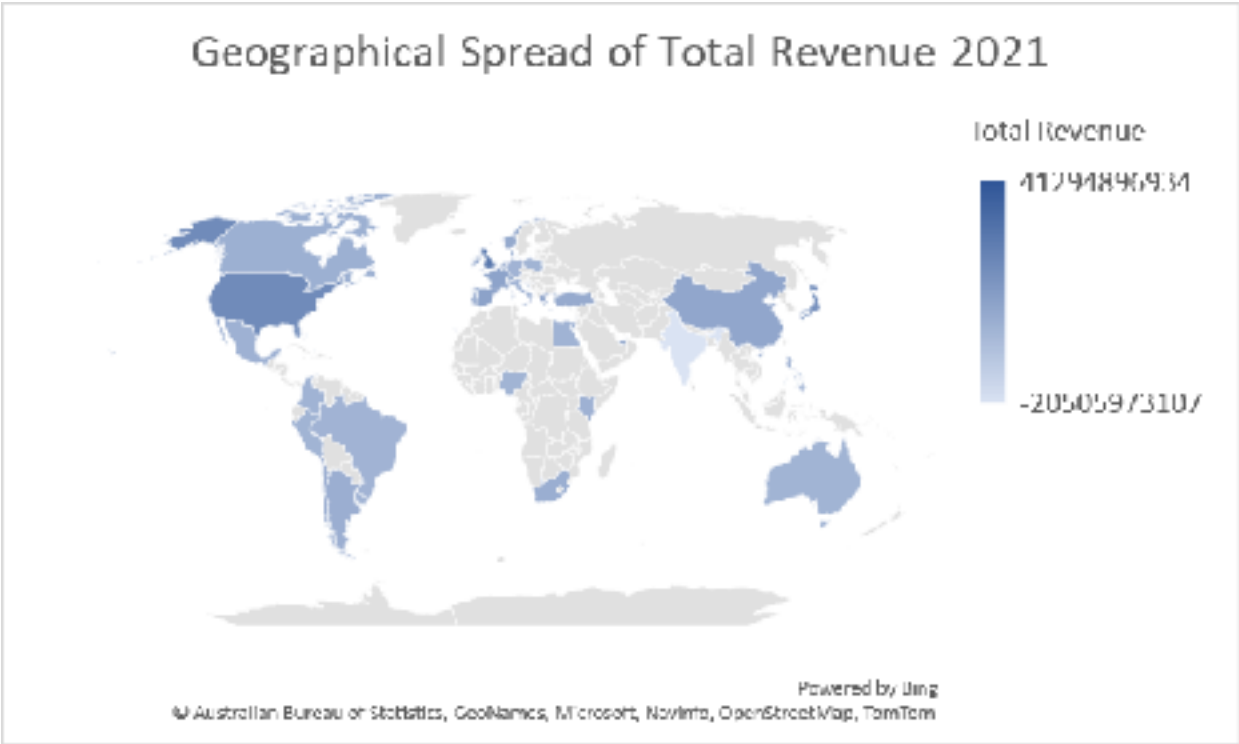 Geographical Spread of Total Revenue 2021
Total Revenue
41294896934
-20505973107
Powered by Bing
© Australian Bureau of Statistics, GeoNames, Microsoft, Navinfo, OpenStreetMap, TomTom